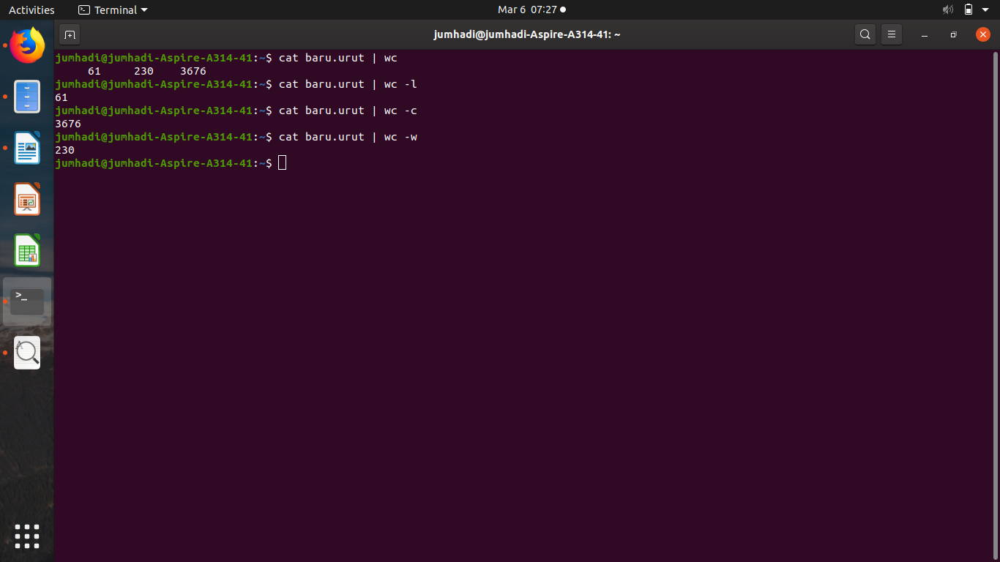 Activities Terminal Mar 6 07:27
jumhadi@jumhadi-Aspire-A314-41: ~
jumhadi@jumhadi-Aspire-A314-41:~$ cat baru.urut | wc
61 230 3676
jumhadi@jumhadi-Aspire-A314-41:~$ cat baru.urut | wc -l
61
jumhadi@jumhadi-Aspire-A314-41:~$ cat baru.urut | wc -c
3676
jumhadi@jumhadi-Aspire-A314-41:~$ cat baru.urut | wc -w
230
jumhadi@jumhadi-Aspire-A314-41:~$
>_
A